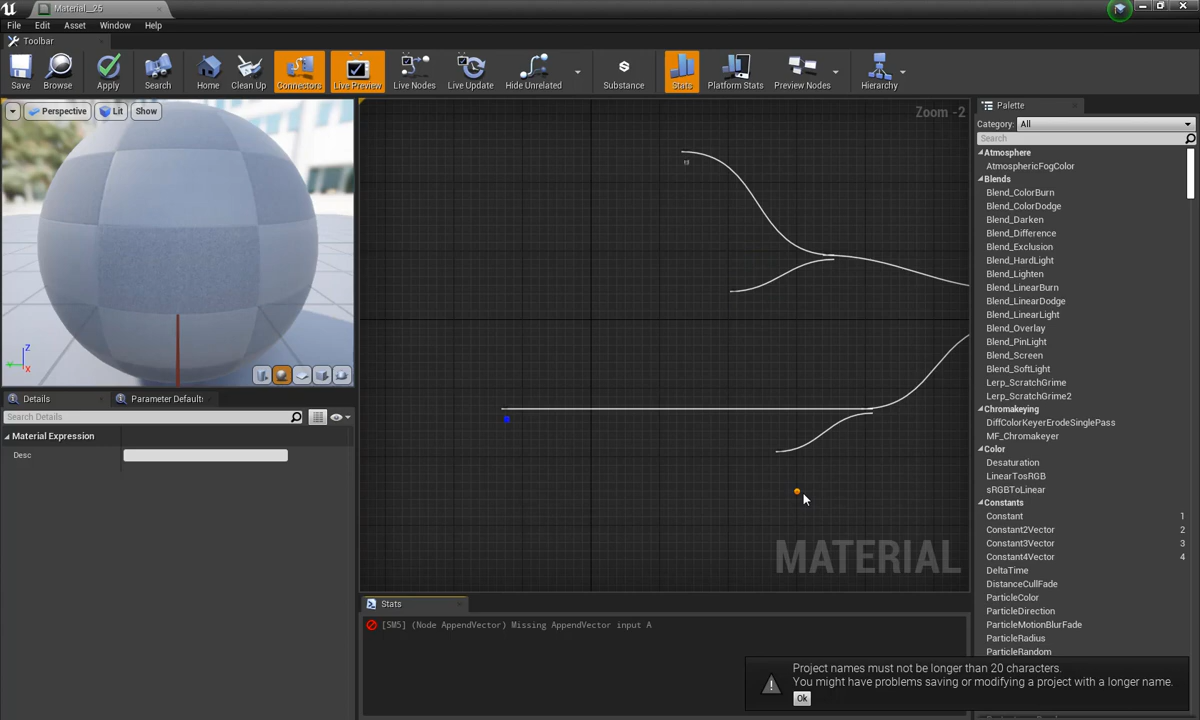 Material__25
File
Edit
Asset
Window
Help
Toolbar
Save
Browse
Apply
Search
Home
Clean Up
Connectors
Live Preview
Live Nodes
Live Update
Hide Unrelated
Substance
Stats
Platform Stats
Preview Nodes
Hierarchy
Perspective
Lit
Show
Z
Y
X
Zoom -2
MATERIAL
Details
Parameter Default
Search Details
Material Expression
Desc
Stats
[SM5] (Node AppendVector) Missing AppendVector input A
Palette
Category:
All
Search
Atmosphere
AtmosphericFogColor
Blends
Blend_ColorBurn
Blend_ColorDodge
Blend_Darken
Blend_Difference
Blend_Exclusion
Blend_HardLight
Blend_Lighten
Blend_LinearBurn
Blend_LinearDodge
Blend_LinearLight
Blend_Overlay
Blend_PinLight
Blend_Screen
Blend_SoftLight
Lerp_ScratchGrime
Lerp_ScratchGrime2
Chromakeying
DiffColorKeyerErodeSinglePass
MF_Chromakeyer
Color
Desaturation
LinearTosRGB
sRGBToLinear
Constants
Constant 1
Constant2Vector 2
Constant3Vector 3
Constant4Vector 4
DeltaTime
DistanceCullFade
ParticleColor
ParticleDirection
ParticleMotionBlurFade
ParticleRadius
ParticleRandom
Project names must not be longer than 20 characters.
You might have problems saving or modifying a project with a longer name.
Ok